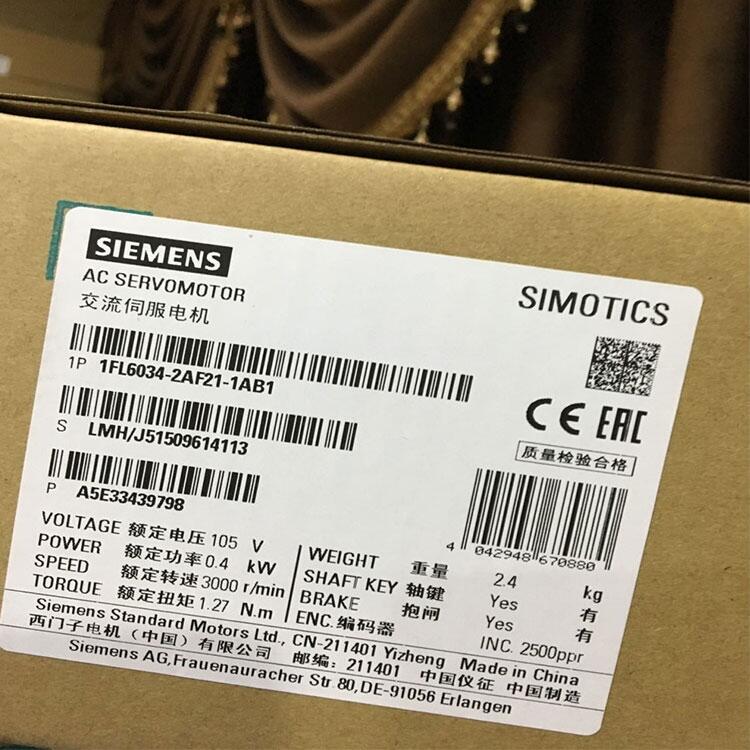 SIEMENS
AC SERVOMOTOR
交流伺服电机
SIMOTICS
1P 1FL6034-2AF21-1AB1
S LMH/J51509614113
P A5E33439798
CE EAC
质量检验合格
4 042948 670880
VOLTAGE 额定电压 105 V
POWER 额定功率 0.4 kW
SPEED 额定转速 3000 r/min
TORQUE 额定扭矩 1.27 N.m
WEIGHT 重量 2.4 kg
SHAFT KEY 轴键 Yes 有
BRAKE 抱闸 Yes 有
ENC. 编码器 INC. 2500ppr
Siemens Standard Motors Ltd., CN-211401 Yizheng Made in China
西门子电机（中国）有限公司 邮编: 211401 中国仪征 中国制造
Siemens AG, Frauenauracher Str. 80, DE-91056 Erlangen